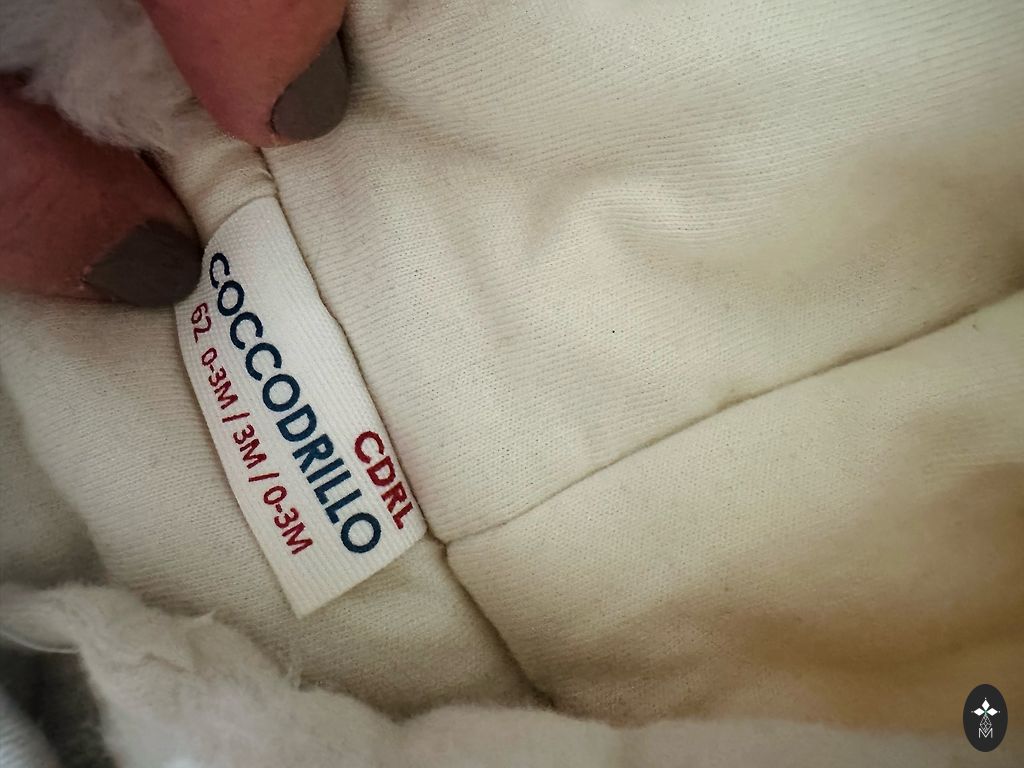 CDRL
COCCODRILLO
62 0-3M / 3M / 0-3M
M